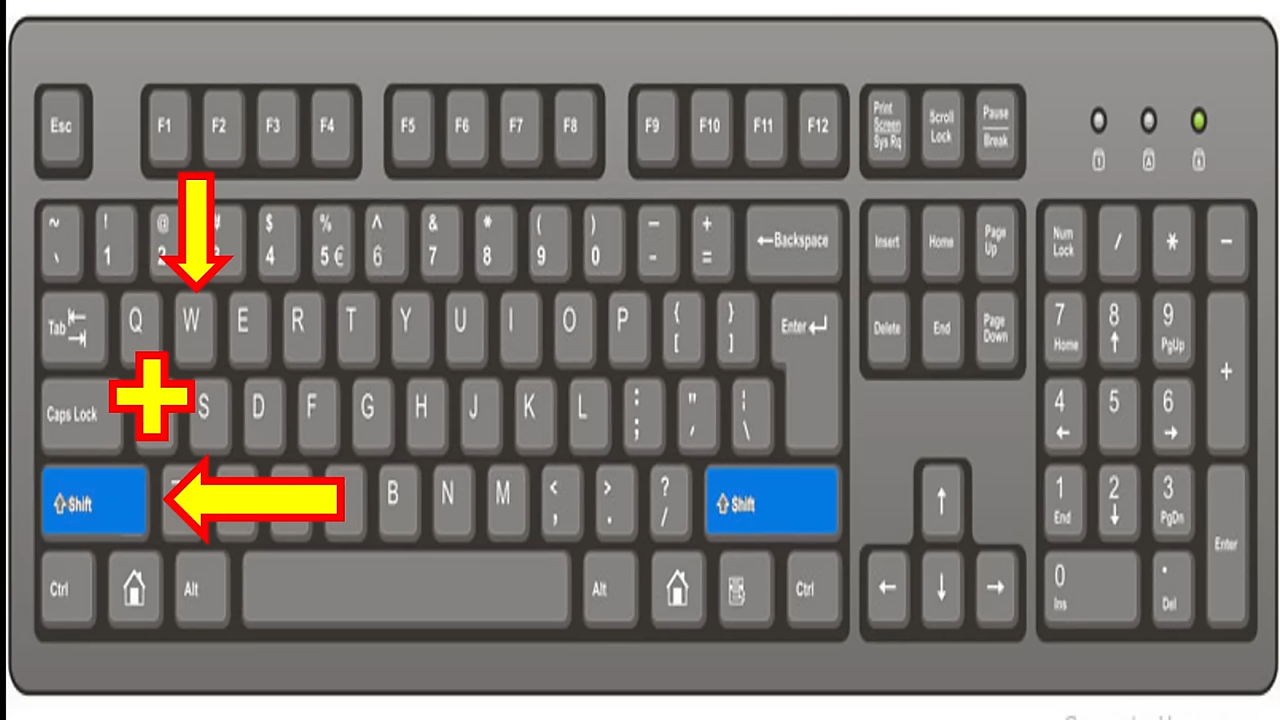 Esc F1 F2 F3 F4 F5 F6 F7 F8 F9 F10 F11 F12 Print Screen Sys Rq Scroll Lock Pause Break
1 A
~ ` ! 1 @ $ 4 % 5 € ^ 6 & 7 * 8 ( 9 ) 0 — - + = ←Backspace Insert Home Page Up Num Lock / * −
Tab Q W E R T Y U I O P { [ } ] Enter Delete End Page Down 7 Home 8 ↑ 9 PgUp +
Caps Lock S D F G H J K L : ; " ' ¦ \ 4 ← 5 6 →
⇧Shift B N M < , > . ? / ⇧Shift ↑ 1 End 2 ↓ 3 PgDn Enter
Ctrl Alt Alt Ctrl ← ↓ → 0 Ins . Del